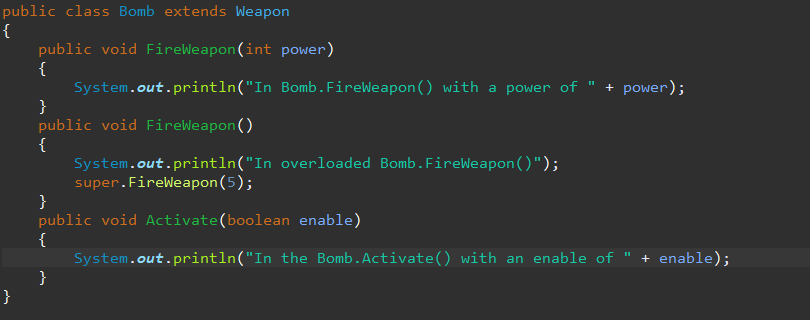 public class Bomb extends Weapon
{
    public void FireWeapon(int power)
    {
        System.out.println("In Bomb.FireWeapon() with a power of " + power);
    }
    public void FireWeapon()
    {
        System.out.println("In overloaded Bomb.FireWeapon()");
        super.FireWeapon(5);
    }
    public void Activate(boolean enable)
    {
        System.out.println("In the Bomb.Activate() with an enable of " + enable);
    }
}